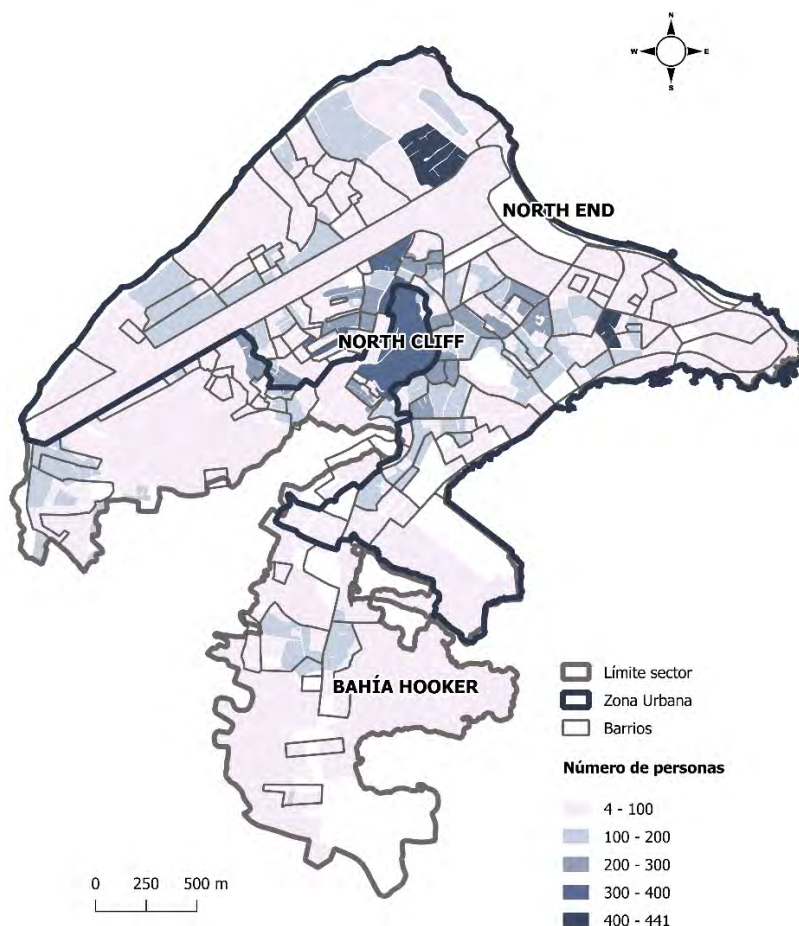 N
W E
S
NORTH END
NORTH CLIFF
BAHÍA HOOKER
Límite sector
Zona Urbana
Barrios
Número de personas
4 - 100
100 - 200
200 - 300
300 - 400
400 - 441
0 250 500 m